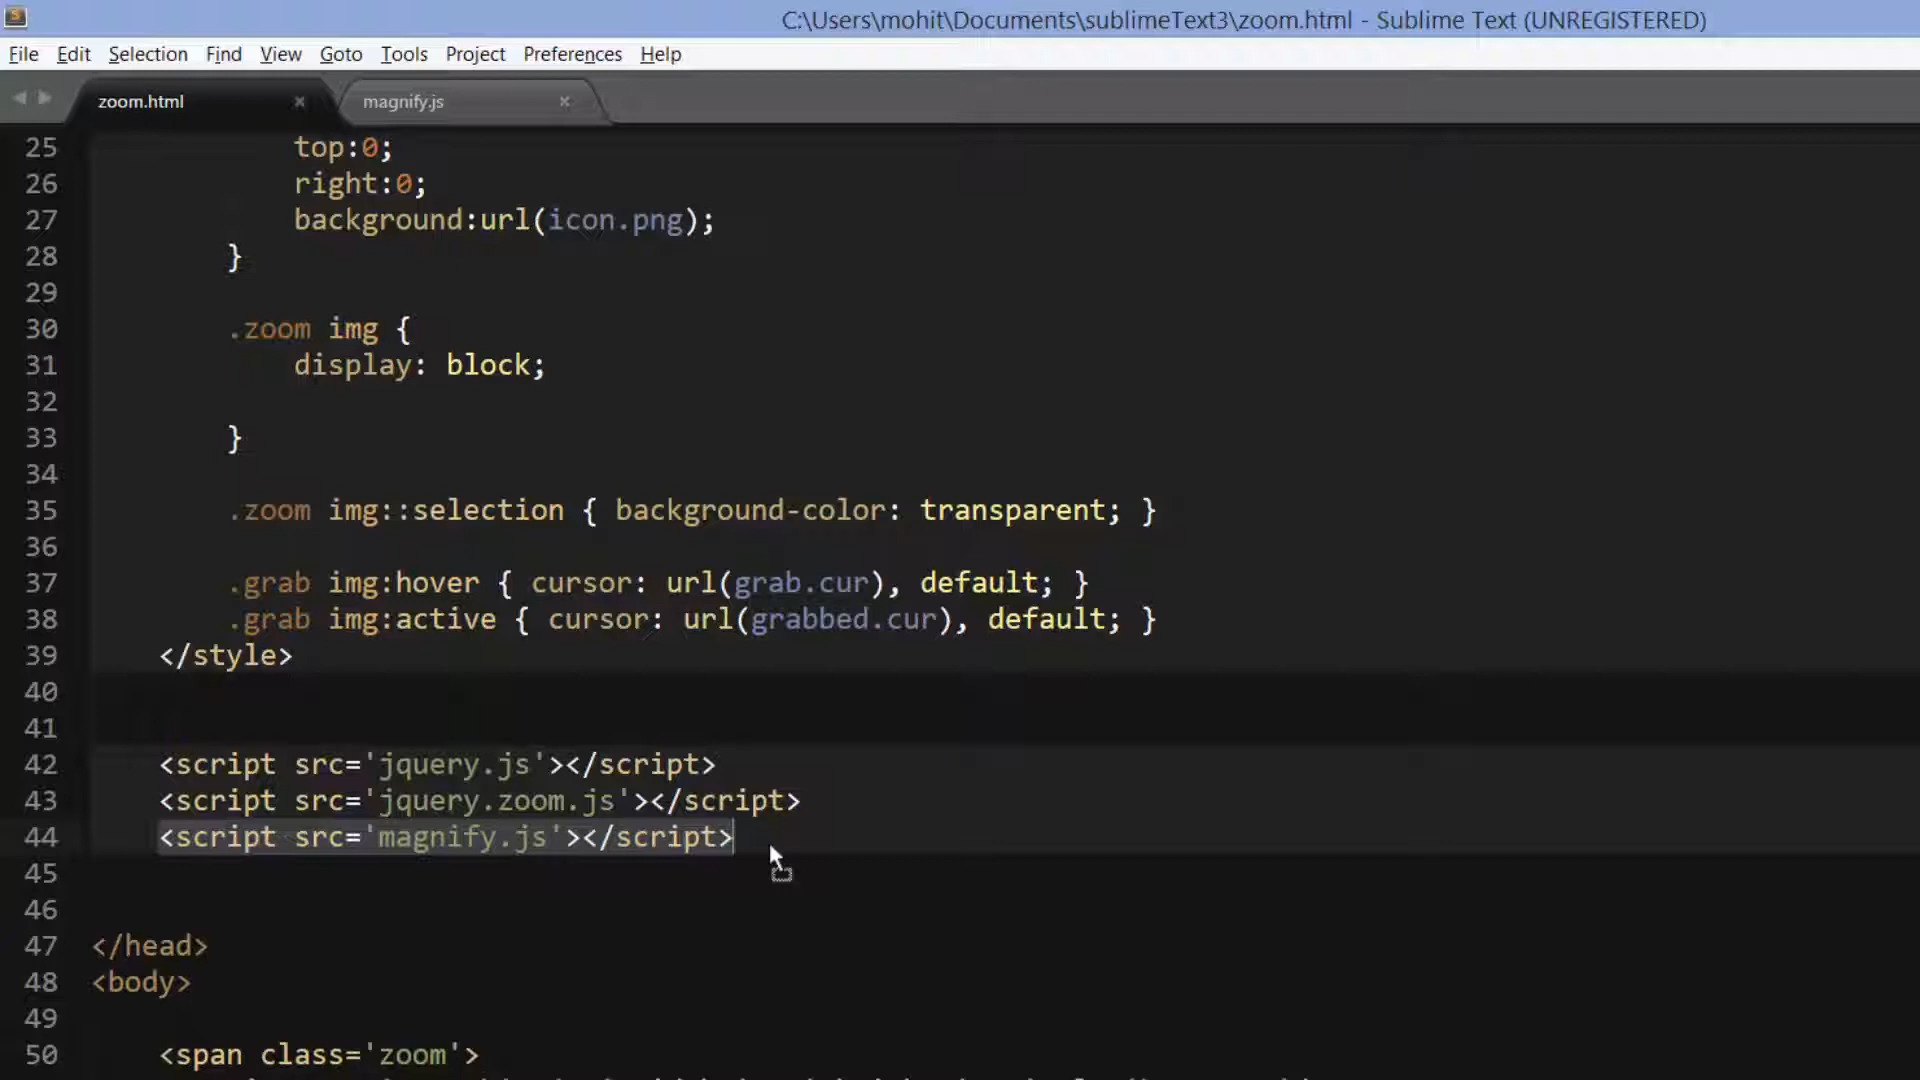 C:\Users\mohit\Documents\sublimeText3\zoom.html - Sublime Text (UNREGISTERED)
File Edit Selection Find View Goto Tools Project Preferences Help
zoom.html × magnify.js ×
25 top:0;
26 right:0;
27 background:url(icon.png);
28 }
29
30 .zoom img {
31 display: block;
32
33 }
34
35 .zoom img::selection { background-color: transparent; }
36
37 .grab img:hover { cursor: url(grab.cur), default; }
38 .grab img:active { cursor: url(grabbed.cur), default; }
39 </style>
40
41
42 <script src='jquery.js'></script>
43 <script src='jquery.zoom.js'></script>
44 <script src='magnify.js'></script>
45
46
47 </head>
48 <body>
49
50 <span class='zoom'>